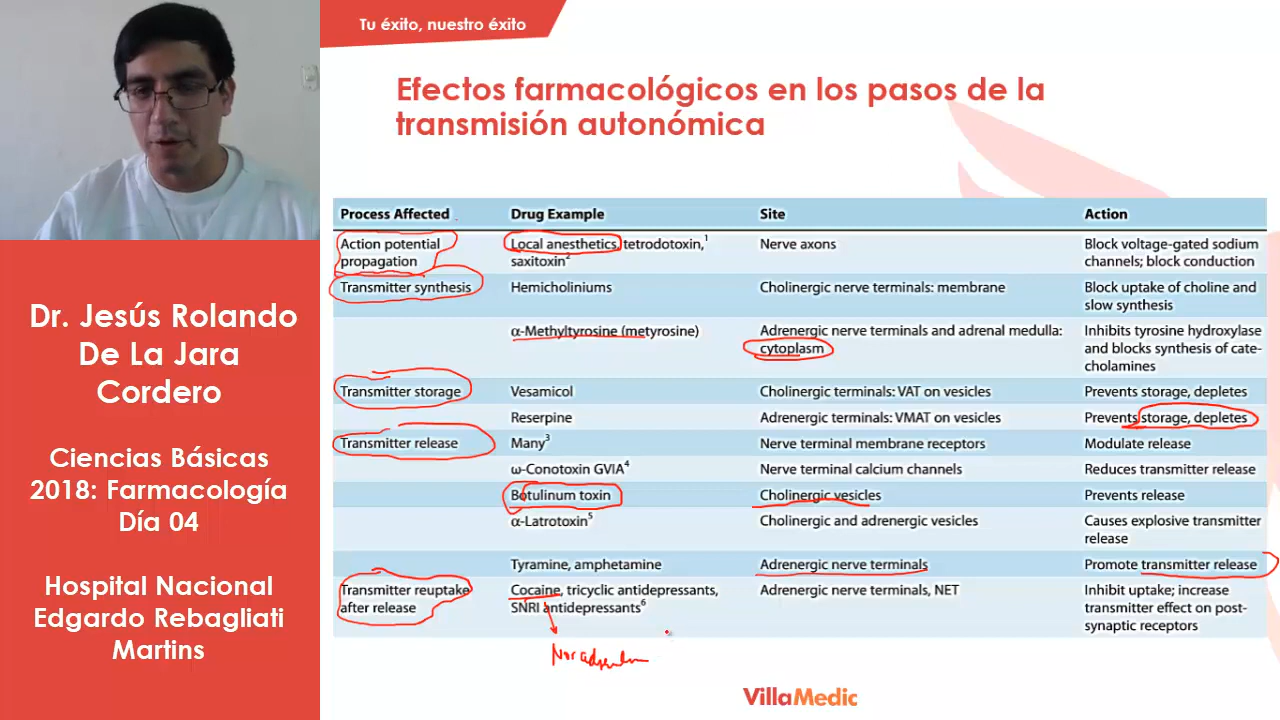 Tu éxito, nuestro éxito
Efectos farmacológicos en los pasos de la
transmisión autonómica
Dr. Jesús Rolando
De La Jara
Cordero
Ciencias Básicas
2018: Farmacología
Día 04
Hospital Nacional
Edgardo Rebagliati
Martins
Process Affected Drug Example Site Action
Action potential Local anesthetics, tetrodotoxin,1 Nerve axons Block voltage-gated sodium
propagation saxitoxin2 channels; block conduction
Transmitter synthesis Hemicholiniums Cholinergic nerve terminals: membrane Block uptake of choline and
slow synthesis
α-Methyltyrosine (metyrosine) Adrenergic nerve terminals and adrenal medulla: Inhibits tyrosine hydroxylase
cytoplasm and blocks synthesis of cate-
cholamines
Transmitter storage Vesamicol Cholinergic terminals: VAT on vesicles Prevents storage, depletes
Reserpine Adrenergic terminals: VMAT on vesicles Prevents storage, depletes
Transmitter release Many3 Nerve terminal membrane receptors Modulate release
ω-Conotoxin GVIA4 Nerve terminal calcium channels Reduces transmitter release
Botulinum toxin Cholinergic vesicles Prevents release
α-Latrotoxin5 Cholinergic and adrenergic vesicles Causes explosive transmitter
release
Tyramine, amphetamine Adrenergic nerve terminals Promote transmitter release
Transmitter reuptake Cocaine, tricyclic antidepressants, Adrenergic nerve terminals, NET Inhibit uptake; increase
after release SNRI antidepressants6 transmitter effect on post-
synaptic receptors
VillaMedic